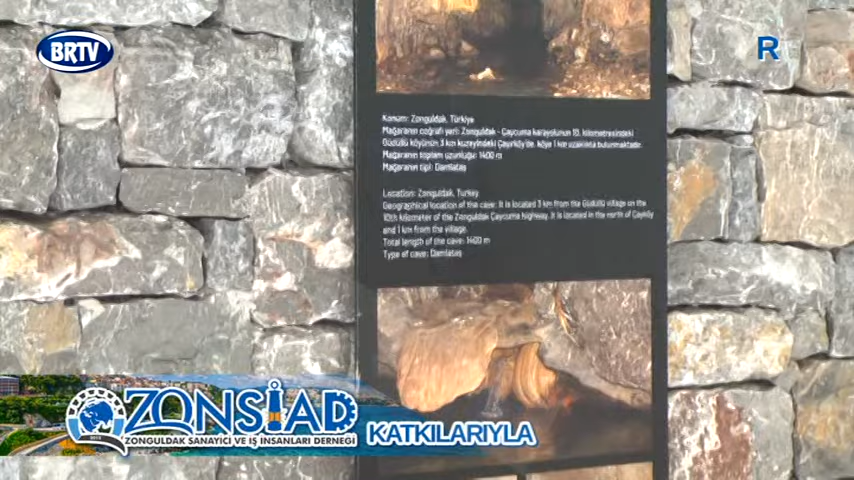 BRTV
R
Konum: Zonguldak, Türkiye
Mağaranın coğrafi yeri: Zonguldak - Çaycuma karayolunun 10. kilometresindeki
Güdüllü köyünün 3 km kuzeyindeki Çayırköy'de, köye 1 km uzaklıkta bulunmaktadır.
Mağaranın toplam uzunluğu: 1400 m
Mağaranın tipi: Damlataş
Location: Zonguldak, Turkey
Geographical location of the cave: It is located 3 km from the Güdüllü village on the
10th kilometer of the Zonguldak Çaycuma highway. It is located in the north of Çayköy
and 1 km from the village.
Total length of the cave: 1400 m
Type of cave: Damlataş
ZONSİAD
ZONGULDAK SANAYİCİ VE İŞ İNSANLARI DERNEĞİ
KATKILARIYLA